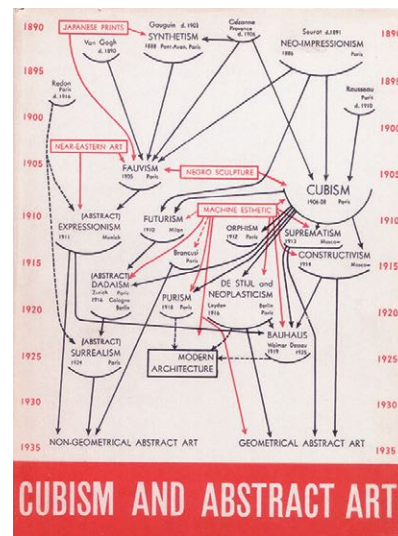 1890
JAPANESE PRINTS
Gauguin d. 1903
SYNTHETISM
1888 Pont-Aven, Paris
Cézanne
Provence
d. 1906
Seurat d.1891
NEO-IMPRESSIONISM
1886 Paris
1890
Van Gogh
d. 1890
1895
1895
Redon
Paris
d. 1916
Rousseau
Paris
d. 1910
1900
1900
NEAR-EASTERN ART
1905
FAUVISM
1905 Paris
NEGRO SCULPTURE
1905
CUBISM
1906-08 Paris
1910
(ABSTRACT)
EXPRESSIONISM
1911 Munich
FUTURISM
1910 Milan
MACHINE ESTHETIC
ORPHISM
1912 Paris
SUPREMATISM
1913 Moscow
1910
Brancusi
Paris
CONSTRUCTIVISM
1914 Moscow
1915
1915
(ABSTRACT)
DADAISM
Zurich Paris
1916 Cologne
Berlin
PURISM
1918 Paris
DE STIJL and
NEOPLASTICISM
Leyden Berlin
1916 Paris
1920
1920
BAUHAUS
Weimar Dessau
1919 1925
1925
(ABSTRACT)
SURREALISM
1924 Paris
MODERN
ARCHITECTURE
1925
1930
1930
1935
NON-GEOMETRICAL ABSTRACT ART
GEOMETRICAL ABSTRACT ART
1935
CUBISM AND ABSTRACT ART